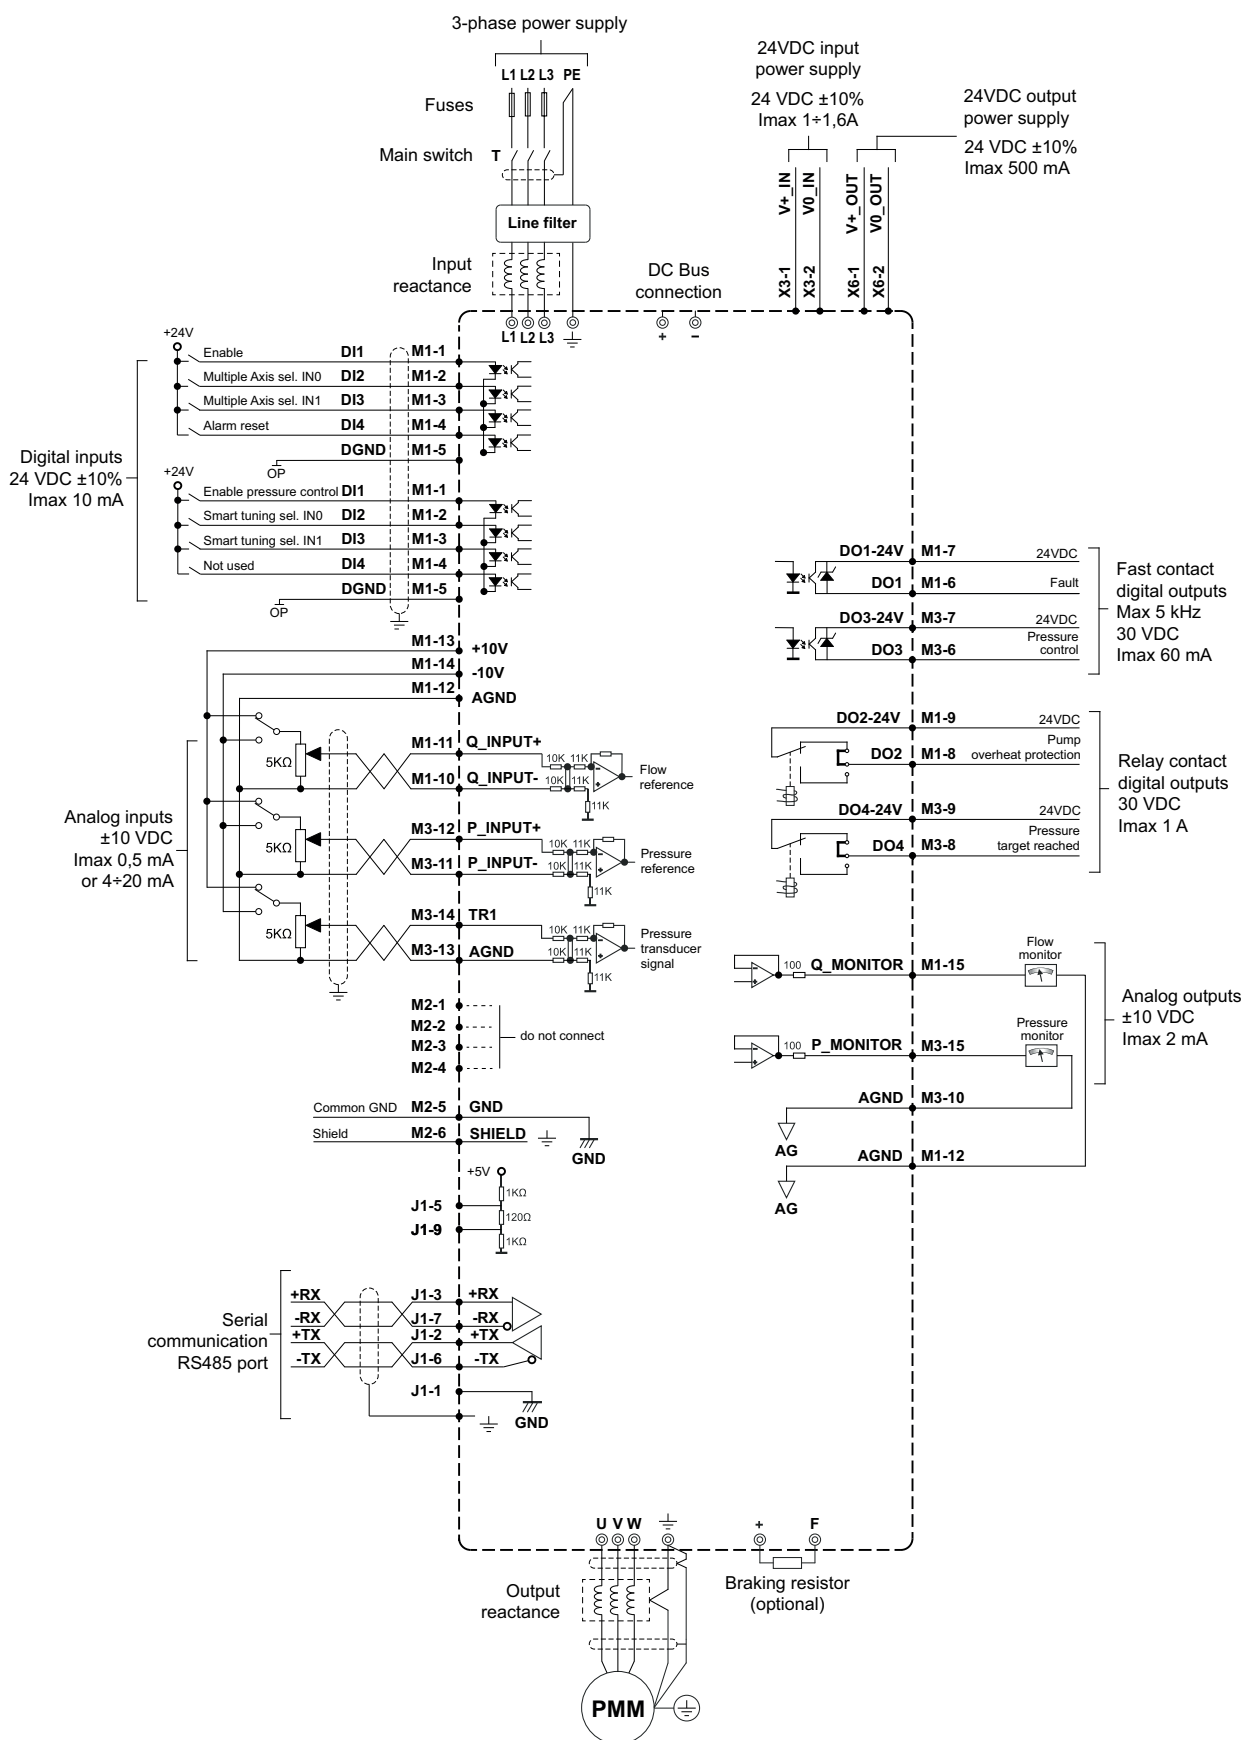 3-phase power supply
L1 L2 L3 PE
Fuses
Main switch
T
Line filter
Input
reactance
24VDC input
power supply
24 VDC ±10%
Imax 1÷1,6A
24VDC output
power supply
24 VDC ±10%
Imax 500 mA
V+_IN
V0_IN
V+_OUT
V0_OUT
X3-1
X3-2
X6-1
X6-2
DC Bus
connection
L1 L2 L3
+ -
+24V
Enable DI1 M1-1
Multiple Axis sel. IN0 DI2 M1-2
Multiple Axis sel. IN1 DI3 M1-3
Alarm reset DI4 M1-4
DGND M1-5
OP
Digital inputs
24 VDC ±10%
Imax 10 mA
+24V
Enable pressure control DI1 M1-1
Smart tuning sel. IN0 DI2 M1-2
Smart tuning sel. IN1 DI3 M1-3
Not used DI4 M1-4
DGND M1-5
OP
DO1-24V M1-7 24VDC
DO1 M1-6 Fault
DO3-24V M3-7 24VDC
DO3 M3-6 Pressure
control
Fast contact
digital outputs
Max 5 kHz
30 VDC
Imax 60 mA
M1-13 +10V
M1-14 -10V
M1-12 AGND
DO2-24V M1-9 24VDC
DO2 M1-8 Pump
overheat protection
DO4-24V M3-9 24VDC
DO4 M3-8 Pressure
target reached
Relay contact
digital outputs
30 VDC
Imax 1 A
Analog inputs
±10 VDC
Imax 0,5 mA
or 4÷20 mA
5KΩ
M1-11 Q_INPUT+
M1-10 Q_INPUT-
10K 11K
10K 11K
11K
Flow
reference
5KΩ
M3-12 P_INPUT+
M3-11 P_INPUT-
10K 11K
10K 11K
11K
Pressure
reference
5KΩ
M3-14 TR1
M3-13 AGND
10K 11K
10K 11K
11K
Pressure
transducer
signal
Flow
monitor
100 Q_MONITOR M1-15
Pressure
monitor
100 P_MONITOR M3-15
AGND M3-10
AG
AGND M1-12
AG
Analog outputs
±10 VDC
Imax 2 mA
M2-1
M2-2
M2-3
M2-4
do not connect
Common GND M2-5 GND
Shield M2-6 SHIELD
GND
+5V
1KΩ
J1-5
120Ω
J1-9
1KΩ
Serial
communication
RS485 port
+RX J1-3 +RX
-RX J1-7 -RX
+TX J1-2 +TX
-TX J1-6 -TX
J1-1
GND
U V W
+ F
Output
reactance
Braking resistor
(optional)
PMM